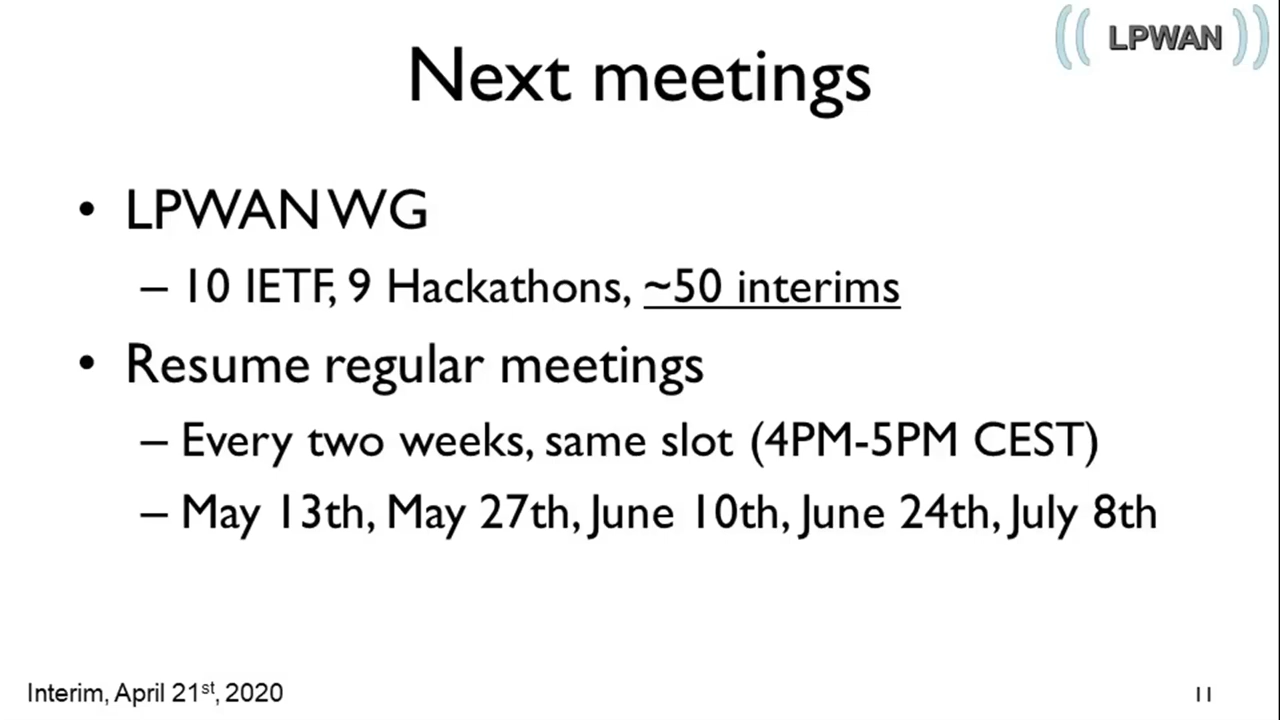 LPWAN
Next meetings
• LPWAN WG
– 10 IETF, 9 Hackathons, ~50 interims
• Resume regular meetings
– Every two weeks, same slot (4PM-5PM CEST)
– May 13th, May 27th, June 10th, June 24th, July 8th
Interim, April 21st, 2020
11